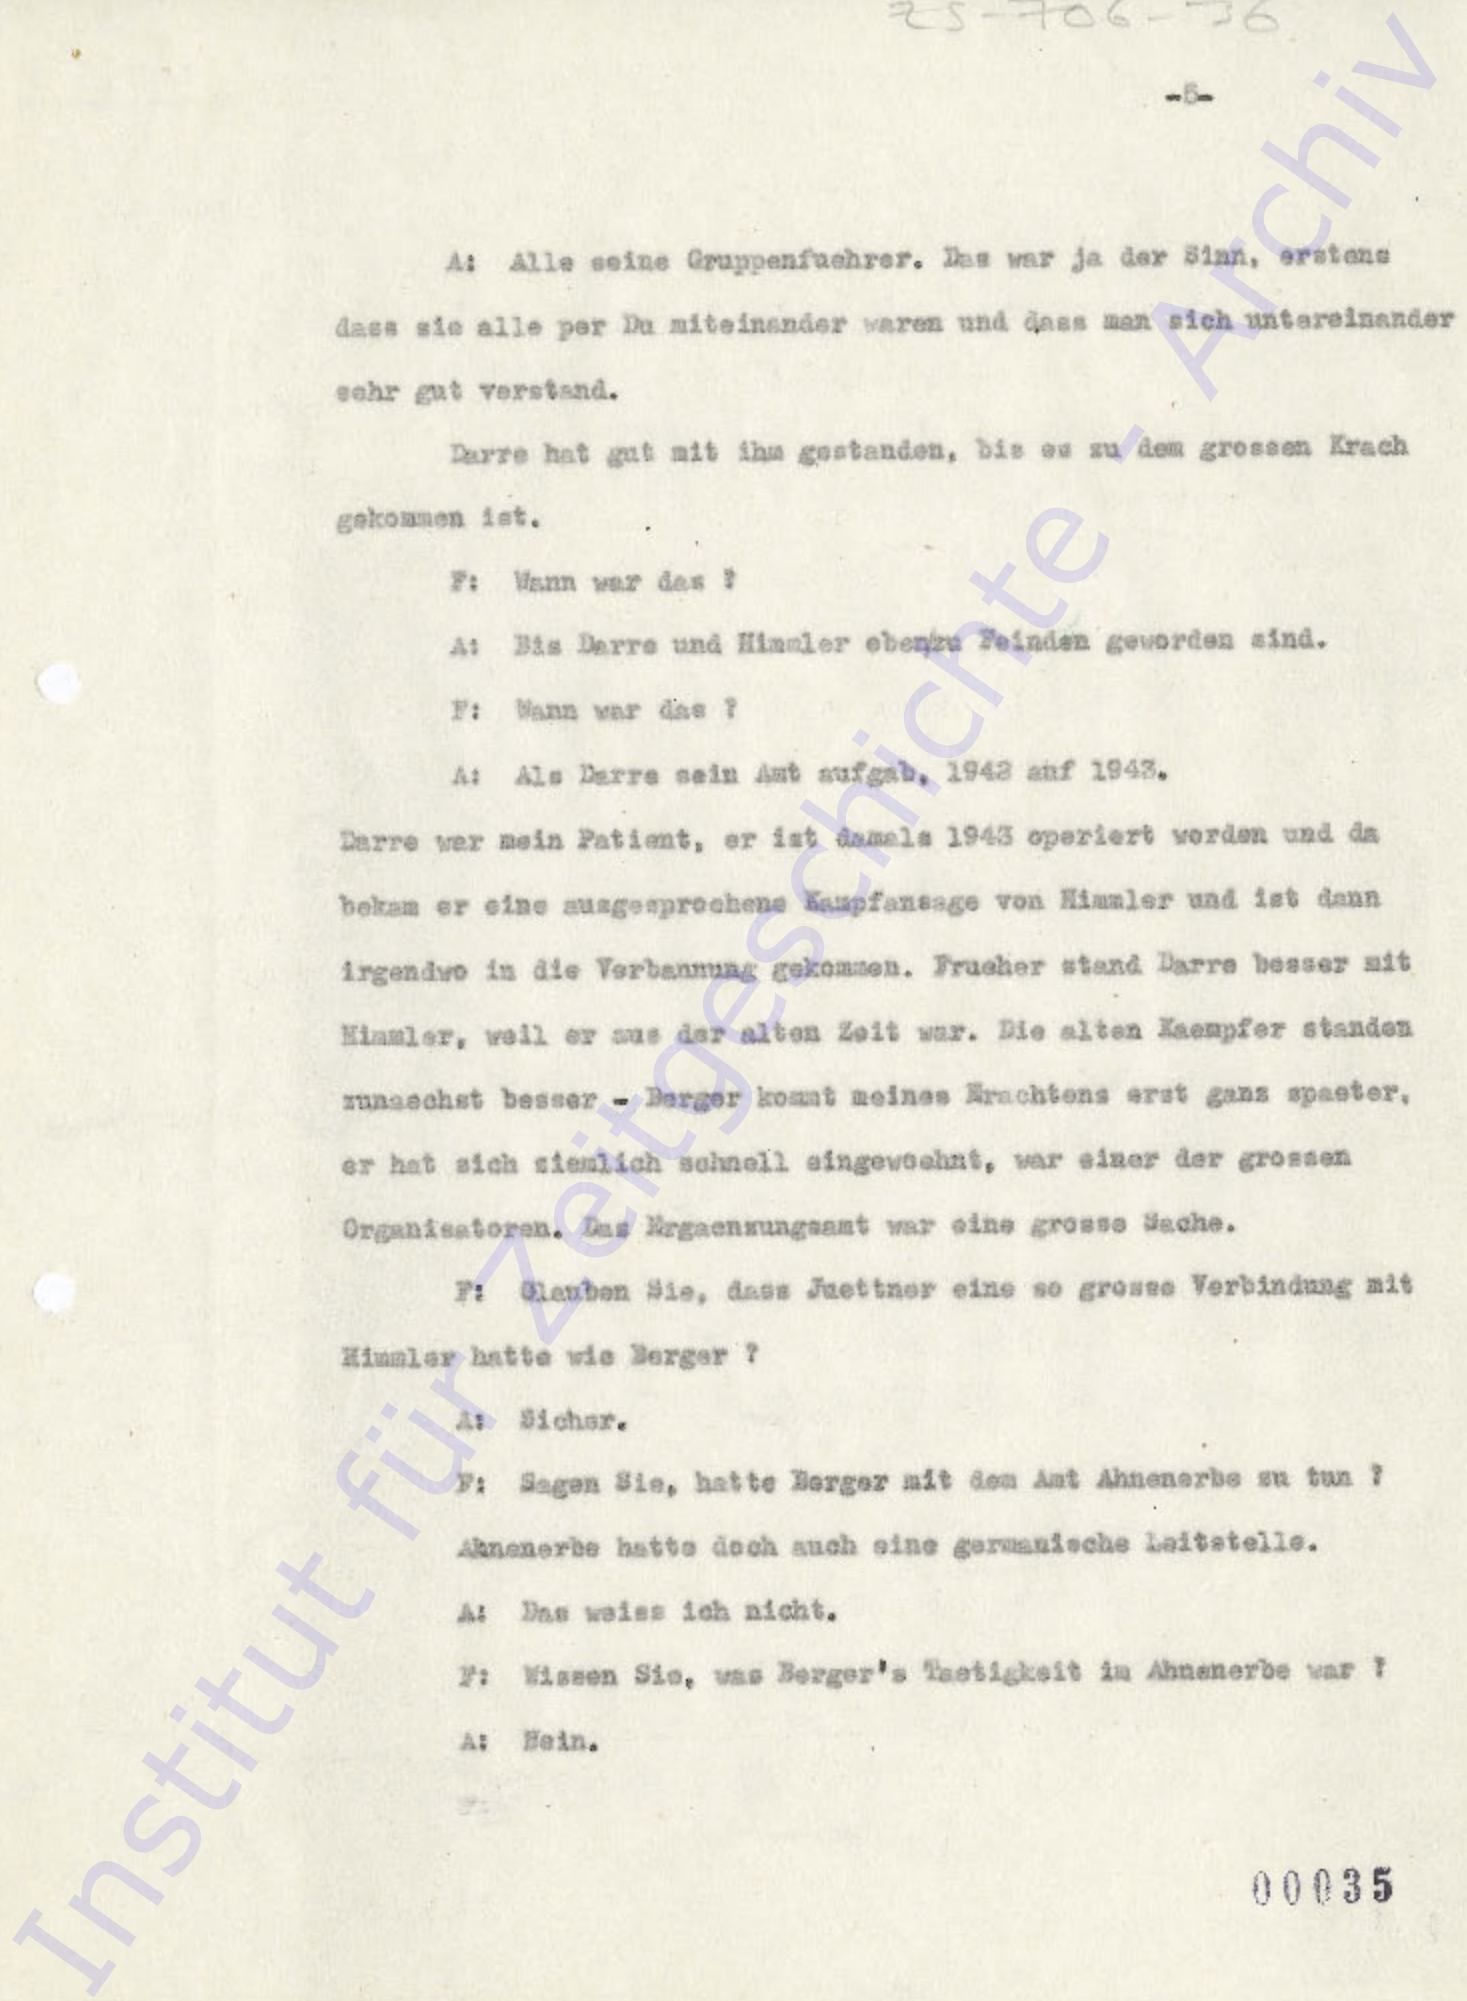 ZS-706-36
-5-
A: Alle seine Gruppenfuehrer. Das war ja der Sinn, erstens
dass sie alle per Du miteinander waren und dass man sich untereinander
sehr gut verstand.
Darre hat gut mit ihm gestanden, bis es zu dem grossen Krach
gekommen ist.
F: Wann war das ?
A: Bis Darre und Himmler eben/zu Feinden geworden sind.
F: Wann war das ?
A: Als Darre sein Amt aufgab, 1942 auf 1943.
Darre war mein Patient, er ist damals 1943 operiert worden und da
bekam er eine ausgesprochene Kampfansage von Himmler und ist dann
irgendwo in die Verbannung gekommen. Frueher stand Darre besser mit
Himmler, weil er aus der alten Zeit war. Die alten Kaempfer standen
zunaechst besser - Berger kommt meines Erachtens erst ganz spaeter,
er hat sich ziemlich schnell eingewoehnt, war einer der grossen
Organisatoren. Das Ergaenzungsamt war eine grosse Sache.
F: Glauben Sie, dass Juettner eine so grosse Verbindung mit
Himmler hatte wie Berger ?
A: Sicher.
F: Sagen Sie, hatte Berger mit dem Amt Ahnenerbe zu tun ?
Ahnenerbe hatte doch auch eine germanische Leitstelle.
A: Das weiss ich nicht.
F: Wissen Sie, was Berger's Taetigkeit im Ahnenerbe war ?
A: Nein.
00035
Institut für Zeitgeschichte - Archiv